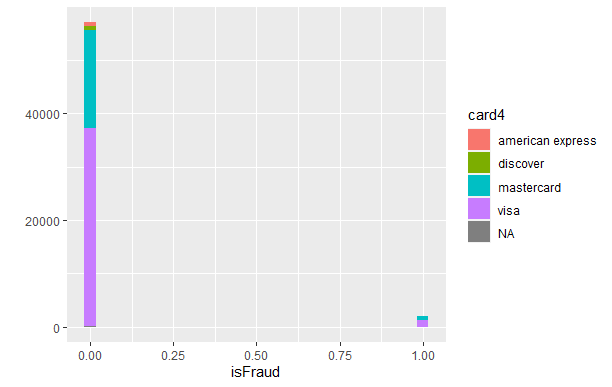 card4
american express
discover
mastercard
visa
NA
40000
20000
0
0.00 0.25 0.50 0.75 1.00
isFraud